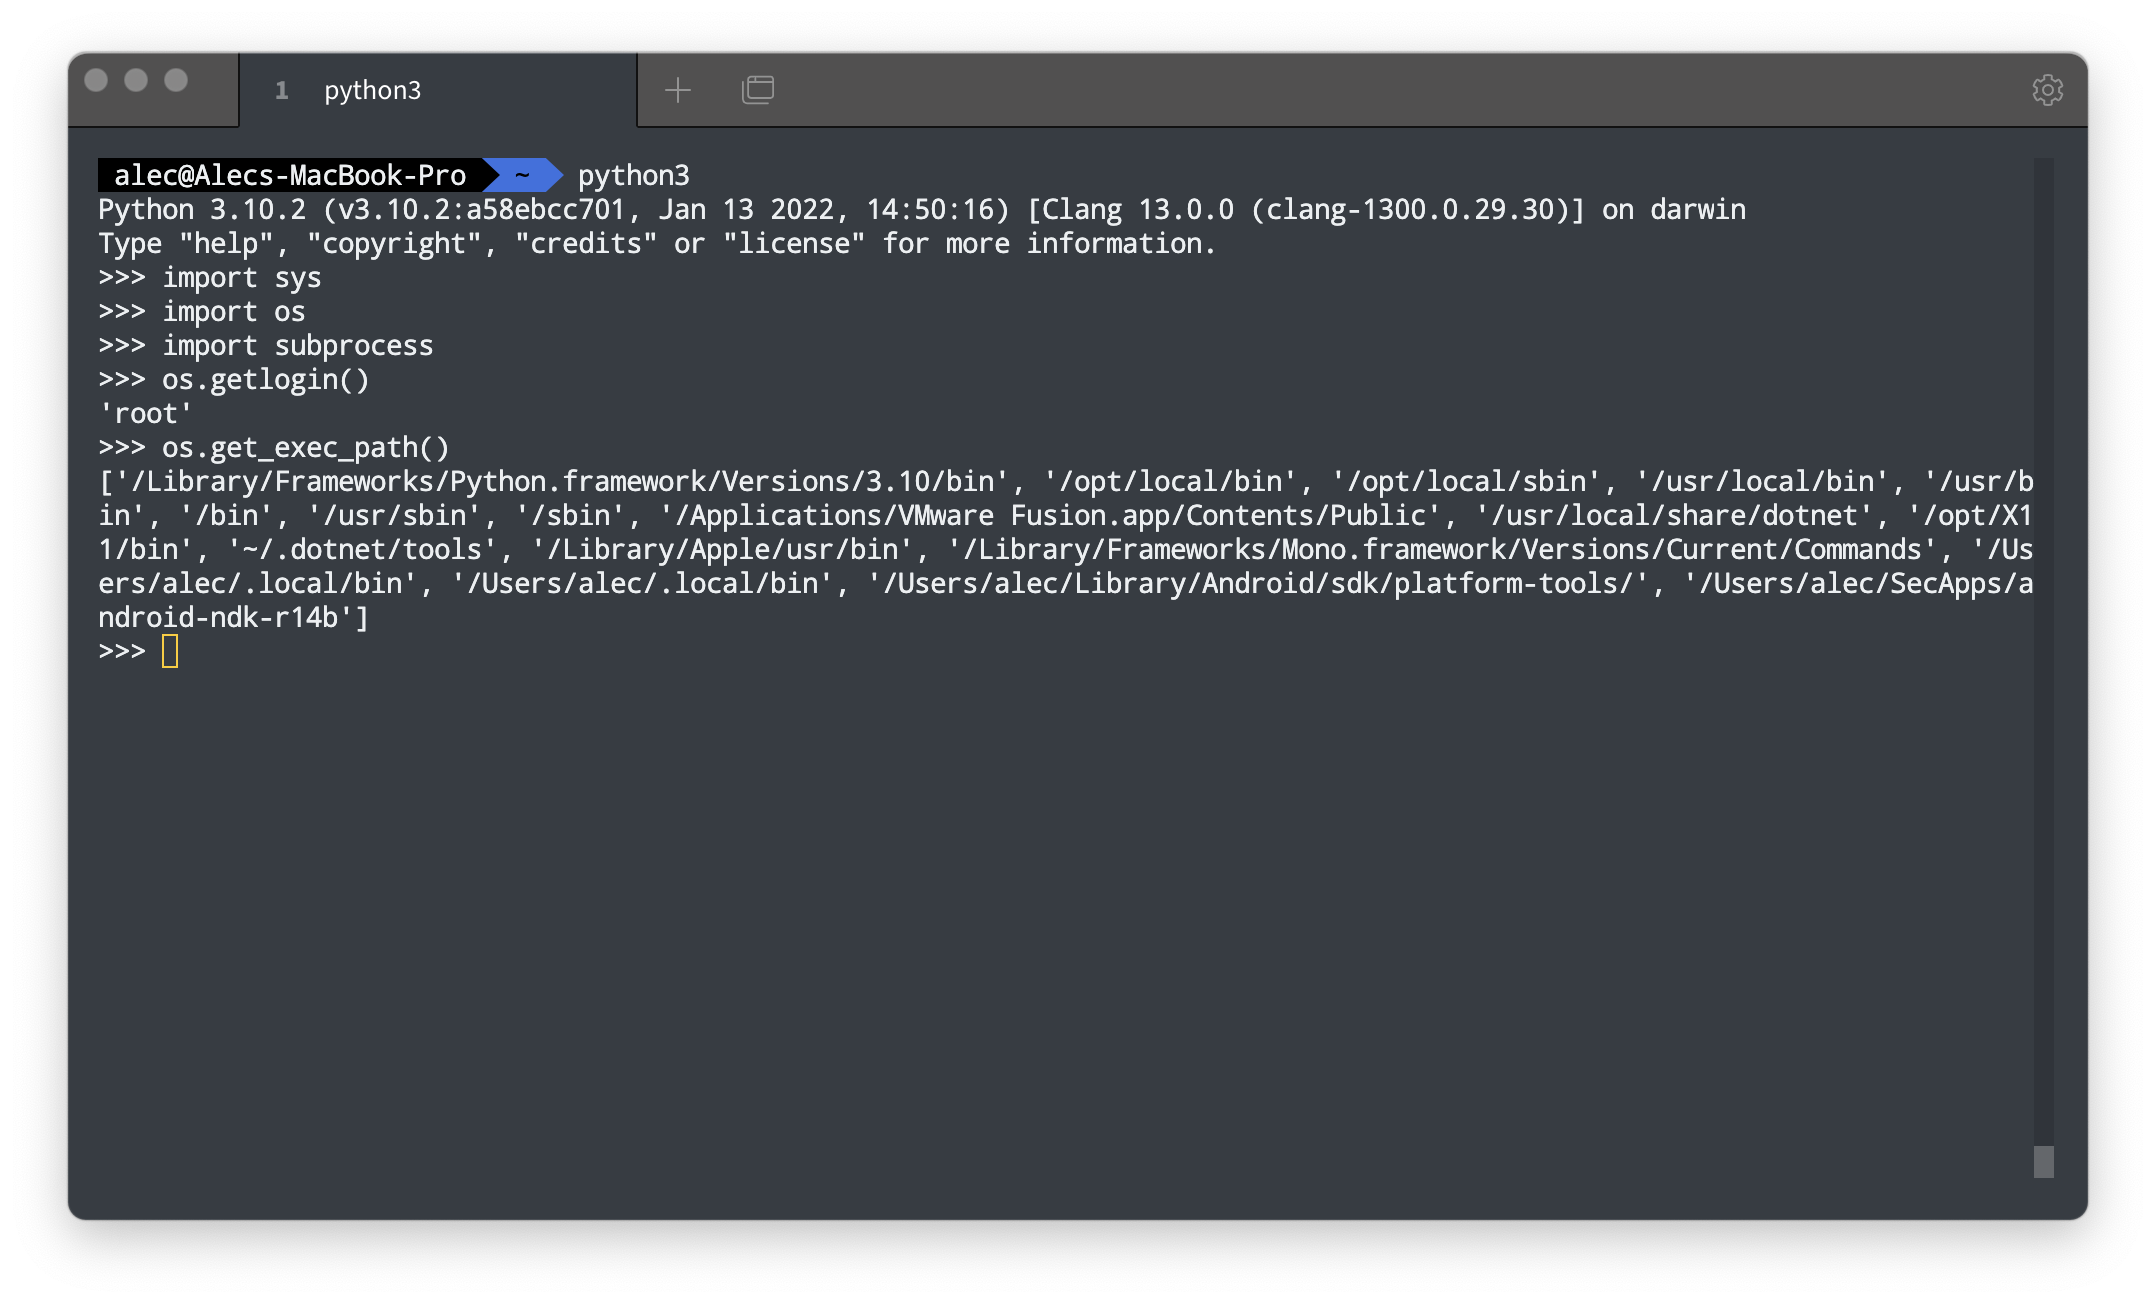 1 python3
alec@Alecs-MacBook-Pro ~ python3
Python 3.10.2 (v3.10.2:a58ebcc701, Jan 13 2022, 14:50:16) [Clang 13.0.0 (clang-1300.0.29.30)] on darwin
Type "help", "copyright", "credits" or "license" for more information.
>>> import sys
>>> import os
>>> import subprocess
>>> os.getlogin()
'root'
>>> os.get_exec_path()
['/Library/Frameworks/Python.framework/Versions/3.10/bin', '/opt/local/bin', '/opt/local/sbin', '/usr/local/bin', '/usr/b
in', '/bin', '/usr/sbin', '/sbin', '/Applications/VMware Fusion.app/Contents/Public', '/usr/local/share/dotnet', '/opt/X1
1/bin', '~/.dotnet/tools', '/Library/Apple/usr/bin', '/Library/Frameworks/Mono.framework/Versions/Current/Commands', '/Us
ers/alec/.local/bin', '/Users/alec/.local/bin', '/Users/alec/Library/Android/sdk/platform-tools/', '/Users/alec/SecApps/a
ndroid-ndk-r14b']
>>>